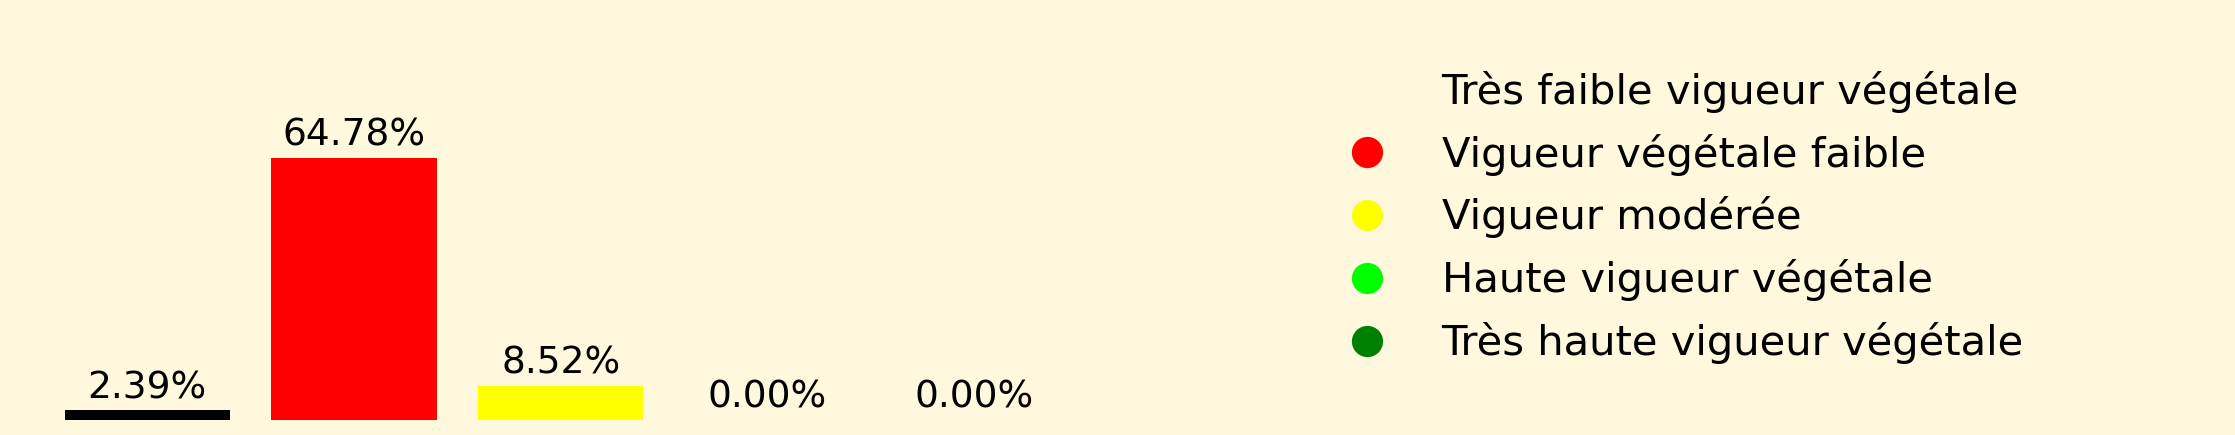 64.78%
8.52%
2.39%
0.00%
0.00%
Très faible vigueur végétale
Vigueur végétale faible
Vigueur modérée
Haute vigueur végétale
Très haute vigueur végétale